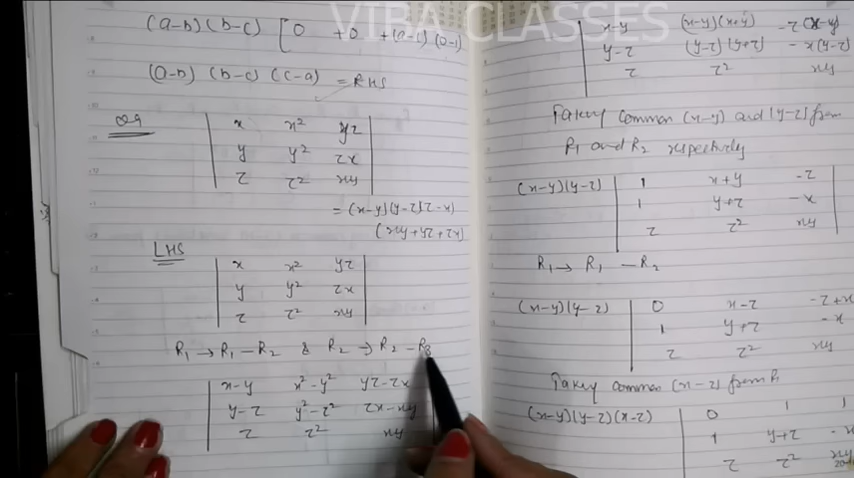 VIBA CLASSES
(a-b) (b-c) [ 0 +0 +(a-c) (a-1)
(a-b) (b-c) (c-a) = RHS
Q9
x x² yz
y y² zx
z z² xy
= (x-y)(y-z)(z-x)
(xy+yz+zx)
LHS
x x² yz
y y² zx
z z² xy
R₁ → R₁ - R₂ & R₂ → R₂ - R₃
x-y x²-y² yz-zx
y-z y²-z² zx-xy
z z² xy
x-y (x-y)(x+y) -z(x-y)
y-z (y-z)(y+z) -x(y-z)
z z² xy
Taking common (x-y) and (y-z) from
R₁ and R₂ respectively
(x-y)(y-z) 1 x+y -z
1 y+z -x
z z² xy
R₁ → R₁ - R₂
(x-y)(y-z) 0 x-z -z+x
1 y+z -x
z z² xy
Taking common (x-z) from R
(x-y)(y-z)(x-z) 0 1 1
1 y+z -x
z z² xy